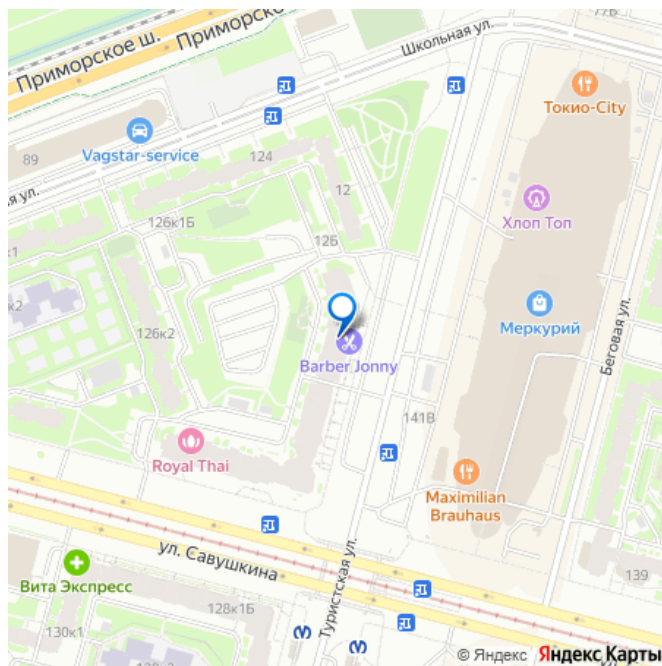 77Б
Школьная ул.
Приморское ш.
Приморско
Токио-City
Vagstar-service
89
124
12
ная ул.
126к1Б
Хлоп Топ
12Б
к1
к2
Меркурий
126к2
Беговая ул.
Barber Jonny
141В
Royal Thai
Maximilian
Brauhaus
ул. Савушкина
Туристская ул.
Вита Экспресс
139
128к1Б
130к1
© Яндекс Яндекс Карты